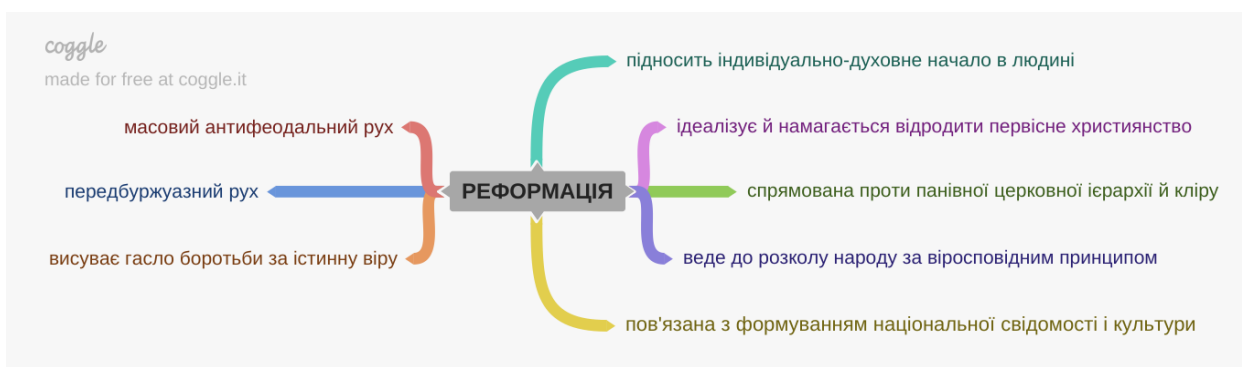 coggle
made for free at coggle.it
підносить індивідуально-духовне начало в людині
масовий антифеодальний рух
ідеалізує й намагається відродити первісне християнство
передбуржуазний рух
РЕФОРМАЦІЯ
спрямована проти панівної церковної ієрархії й кліру
висуває гасло боротьби за істинну віру
веде до розколу народу за віросповідним принципом
пов'язана з формуванням національної свідомості і культури